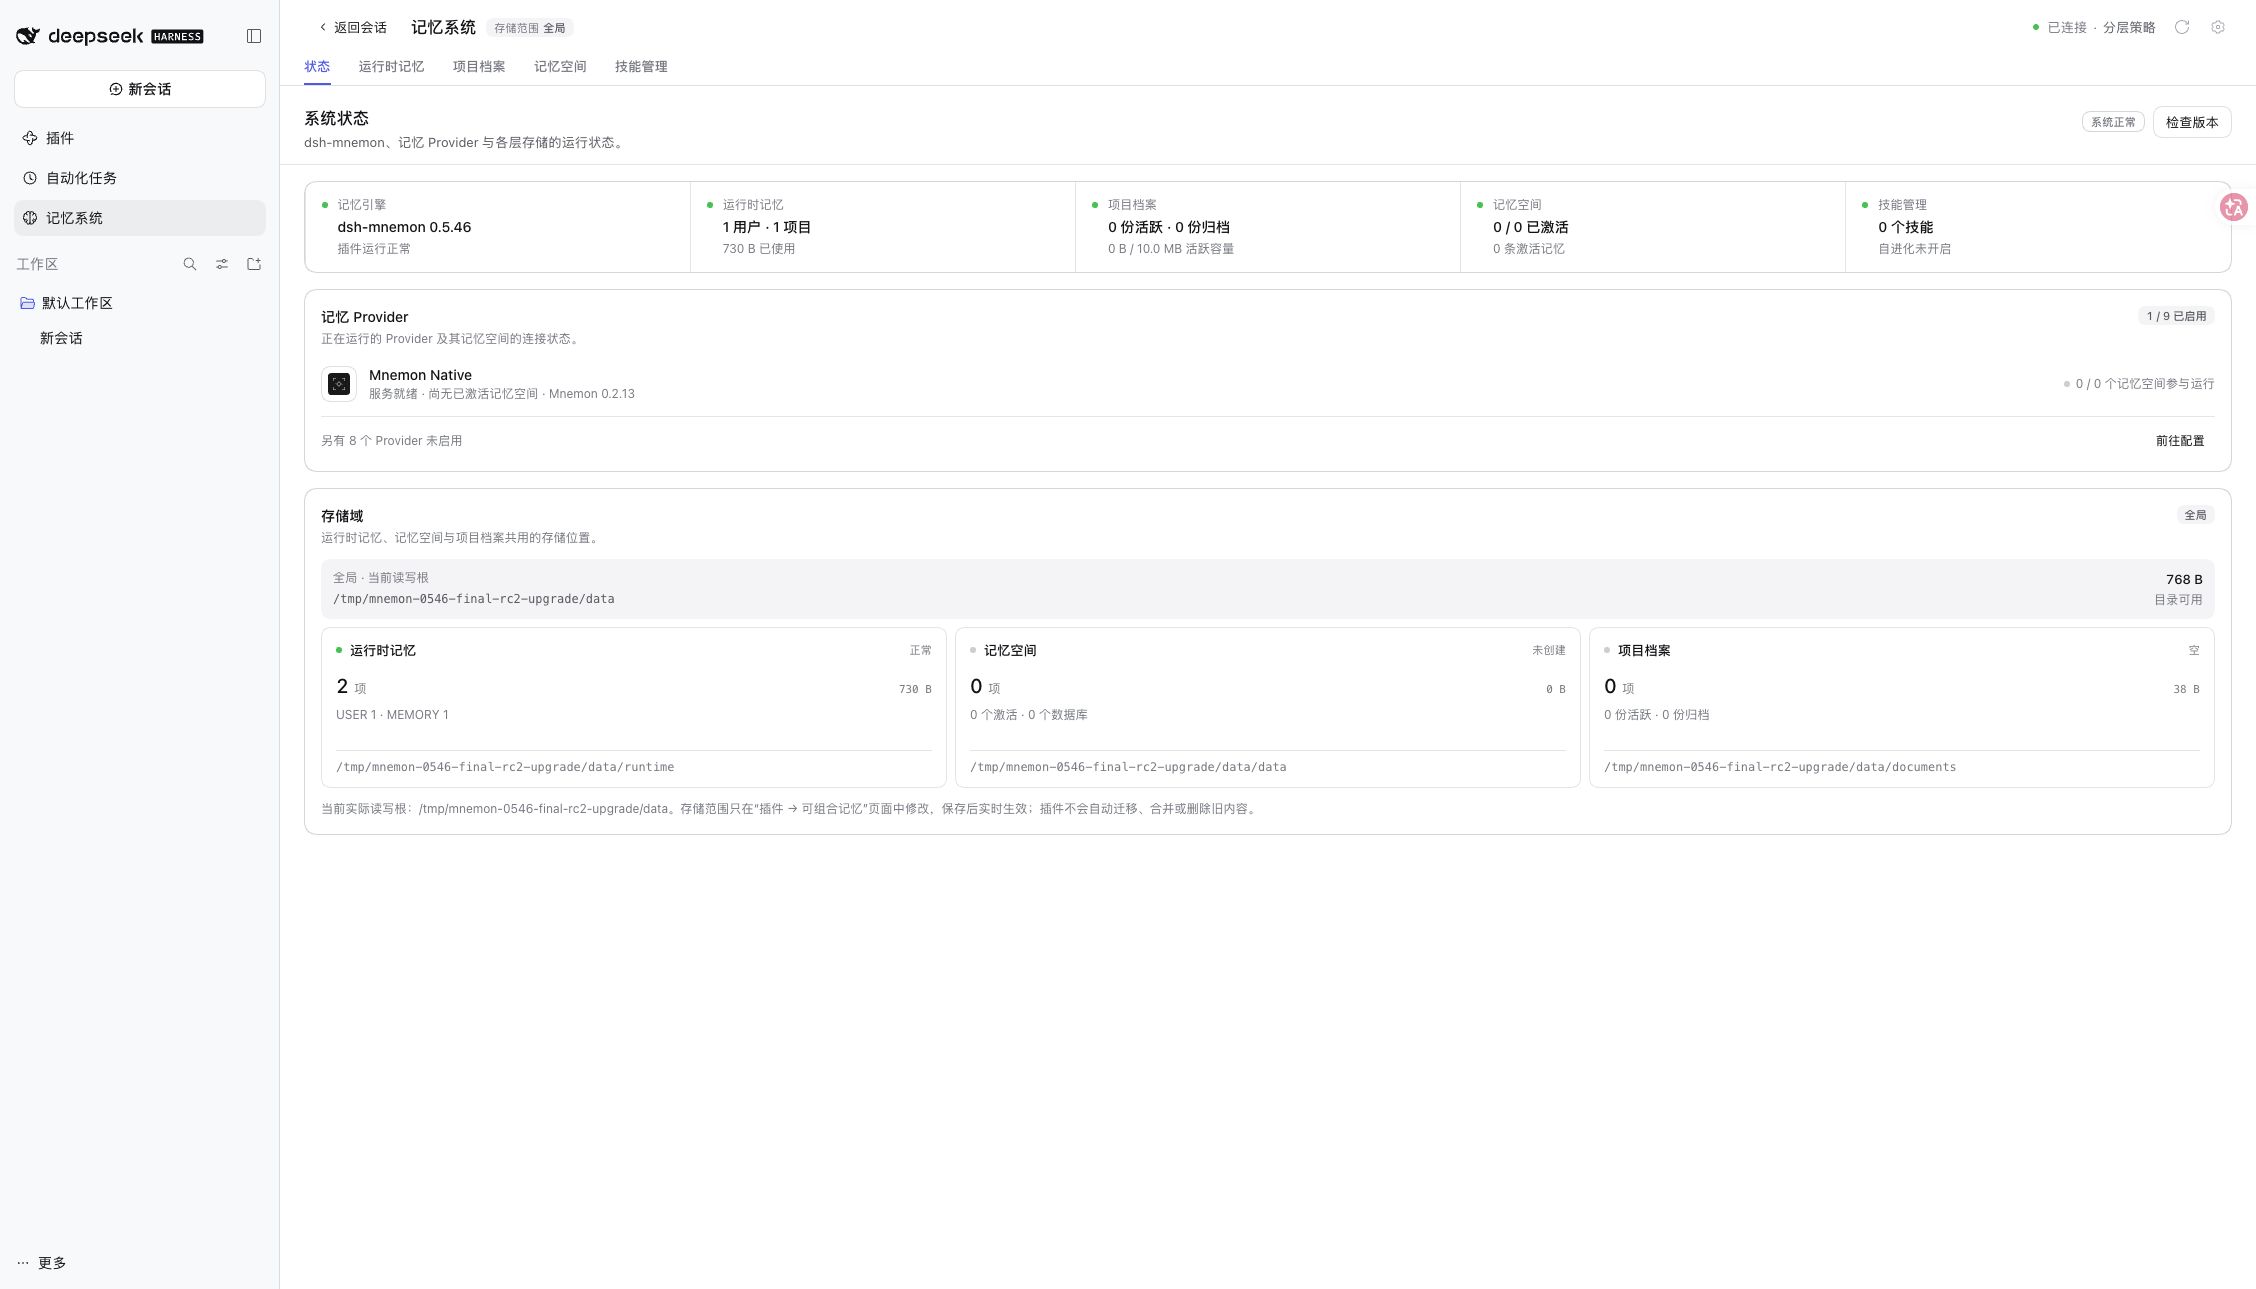 deepseek HARNESS
新会话
插件
自动化任务
记忆系统
工作区
默认工作区
新会话
更多
返回会话
记忆系统
存储范围 全局
已连接 · 分层策略
状态
运行时记忆
项目档案
记忆空间
技能管理
系统状态
dsh-mnemon、记忆 Provider 与各层存储的运行状态。
系统正常
检查版本
记忆引擎
dsh-mnemon 0.5.46
插件运行正常
运行时记忆
1 用户 · 1 项目
730 B 已使用
项目档案
0 份活跃 · 0 份归档
0 B / 10.0 MB 活跃容量
记忆空间
0 / 0 已激活
0 条激活记忆
技能管理
0 个技能
自进化未开启
记忆 Provider
正在运行的 Provider 及其记忆空间的连接状态。
1 / 9 已启用
Mnemon Native
服务就绪 · 尚无已激活记忆空间 · Mnemon 0.2.13
0 / 0 个记忆空间参与运行
另有 8 个 Provider 未启用
前往配置
存储域
运行时记忆、记忆空间与项目档案共用的存储位置。
全局
全局 · 当前读写根
/tmp/mnemon-0546-final-rc2-upgrade/data
768 B
目录可用
运行时记忆
正常
2 项
730 B
USER 1 · MEMORY 1
/tmp/mnemon-0546-final-rc2-upgrade/data/runtime
记忆空间
未创建
0 项
0 B
0 个激活 · 0 个数据库
/tmp/mnemon-0546-final-rc2-upgrade/data/data
项目档案
空
0 项
38 B
0 份活跃 · 0 份归档
/tmp/mnemon-0546-final-rc2-upgrade/data/documents
当前实际读写根：/tmp/mnemon-0546-final-rc2-upgrade/data。存储范围只在“插件 → 可组合记忆”页面中修改，保存后实时生效；插件不会自动迁移、合并或删除旧内容。